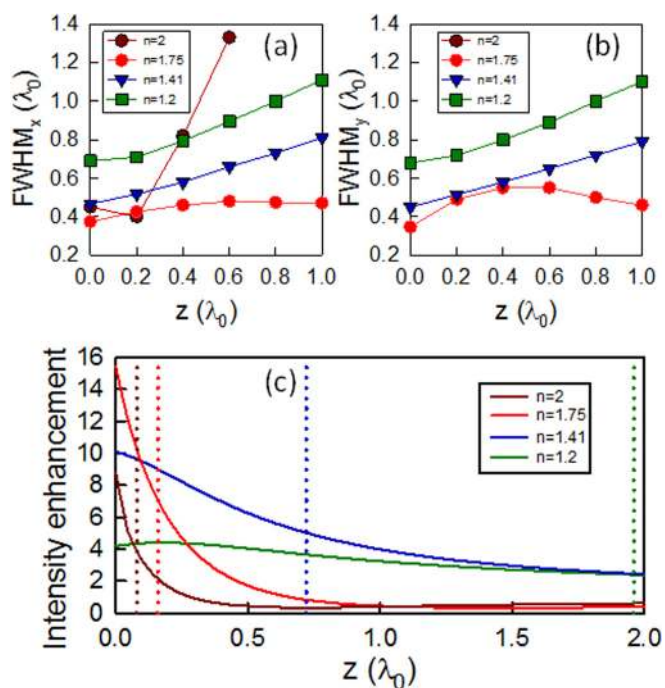 1.4
1.2
1.0
0.8
0.6
0.4
0.2
FWHMₓ (λ₀)
n=2
n=1.75
n=1.41
n=1.2
(a)
0.0 0.2 0.4 0.6 0.8 1.0
z (λ₀)
1.4
1.2
1.0
0.8
0.6
0.4
0.2
FWHMᵧ (λ₀)
n=2
n=1.75
n=1.41
n=1.2
(b)
0.0 0.2 0.4 0.6 0.8 1.0
z (λ₀)
16
14
12
10
8
6
4
2
0
Intensity enhancement
(c)
n=2
n=1.75
n=1.41
n=1.2
0.0 0.5 1.0 1.5 2.0
z (λ₀)